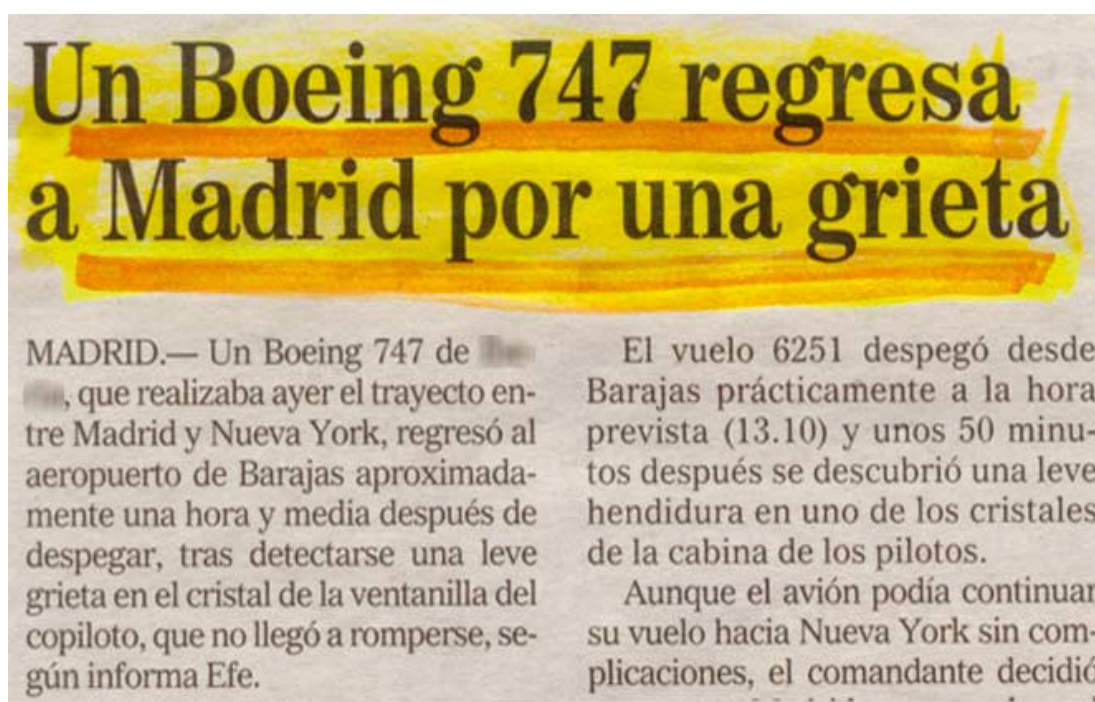 Un Boeing 747 regresa
a Madrid por una grieta
MADRID.— Un Boeing 747 de
, que realizaba ayer el trayecto en-
tre Madrid y Nueva York, regresó al
aeropuerto de Barajas aproximada-
mente una hora y media después de
despegar, tras detectarse una leve
grieta en el cristal de la ventanilla del
copiloto, que no llegó a romperse, se-
gún informa Efe.
El vuelo 6251 despegó desde
Barajas prácticamente a la hora
prevista (13.10) y unos 50 minu-
tos después se descubrió una leve
hendidura en uno de los cristales
de la cabina de los pilotos.
Aunque el avión podía continuar
su vuelo hacia Nueva York sin com-
plicaciones, el comandante decidió